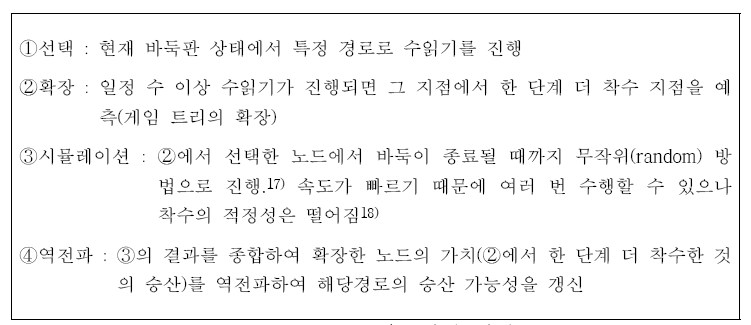 ①선택 : 현재 바둑판 상태에서 특정 경로로 수읽기를 진행
②확장 : 일정 수 이상 수읽기가 진행되면 그 지점에서 한 단계 더 착수 지점을 예
측(게임 트리의 확장)
③시뮬레이션 : ②에서 선택한 노드에서 바둑이 종료될 때까지 무작위(random) 방
법으로 진행.17) 속도가 빠르기 때문에 여러 번 수행할 수 있으나
착수의 적정성은 떨어짐18)
④역전파 : ③의 결과를 종합하여 확장한 노드의 가치(②에서 한 단계 더 착수한 것
의 승산)를 역전파하여 해당경로의 승산 가능성을 갱신